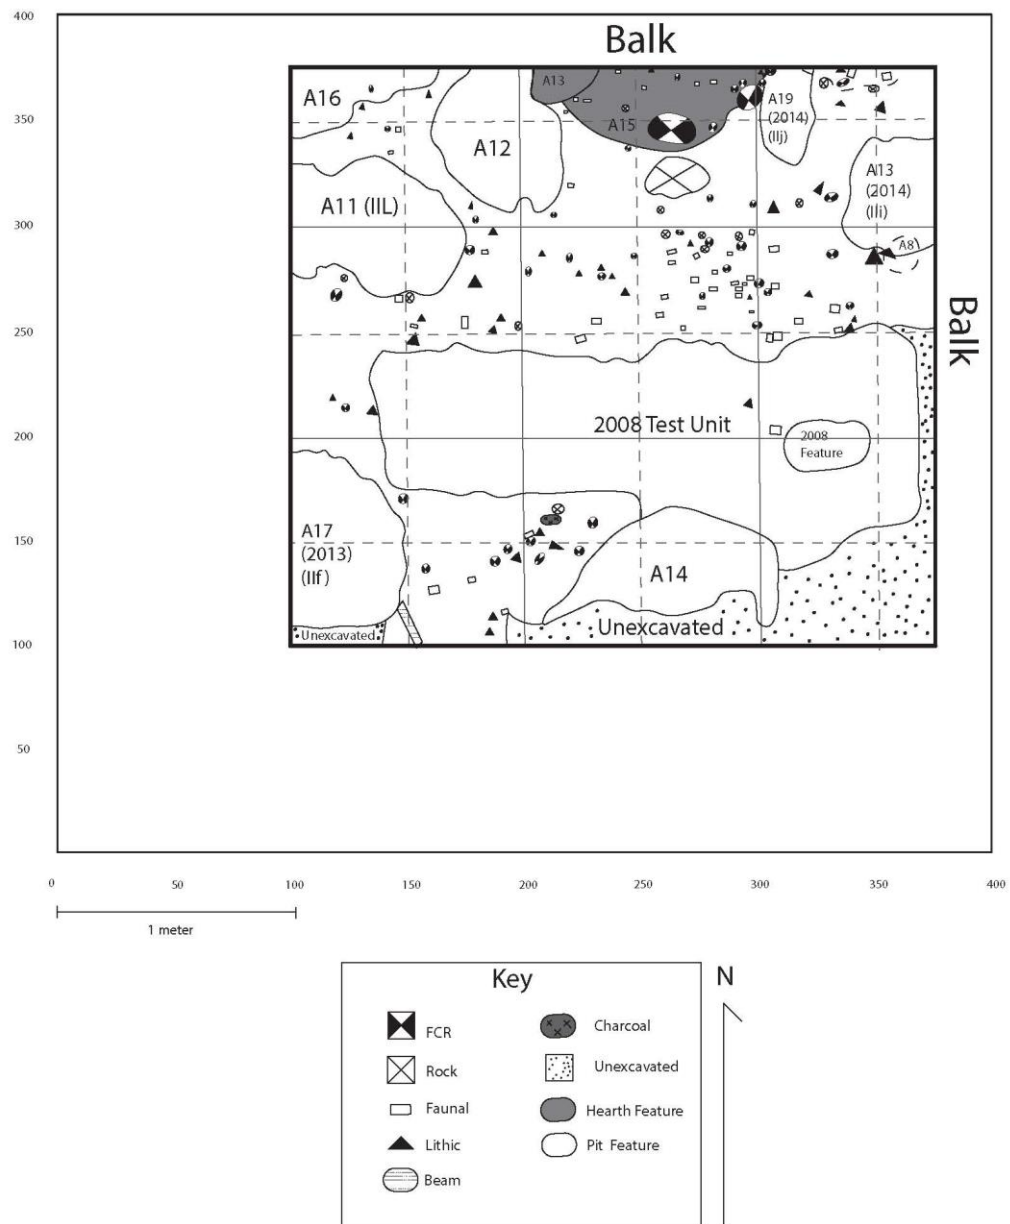 400
Balk
A16
A13
A19
(2014)
(IIj)
350
A15
A12
A13
(2014)
(IIi)
A11 (IIL)
300
A8
Balk
250
2008 Test Unit
200
2008
Feature
A17
(2013)
(IIf)
150
A14
Unexcavated
Unexcavated
100
50
0 50 100 150 200 250 300 350 400
1 meter
Key
N
FCR
Charcoal
Rock
Unexcavated
Faunal
Hearth Feature
Lithic
Pit Feature
Beam